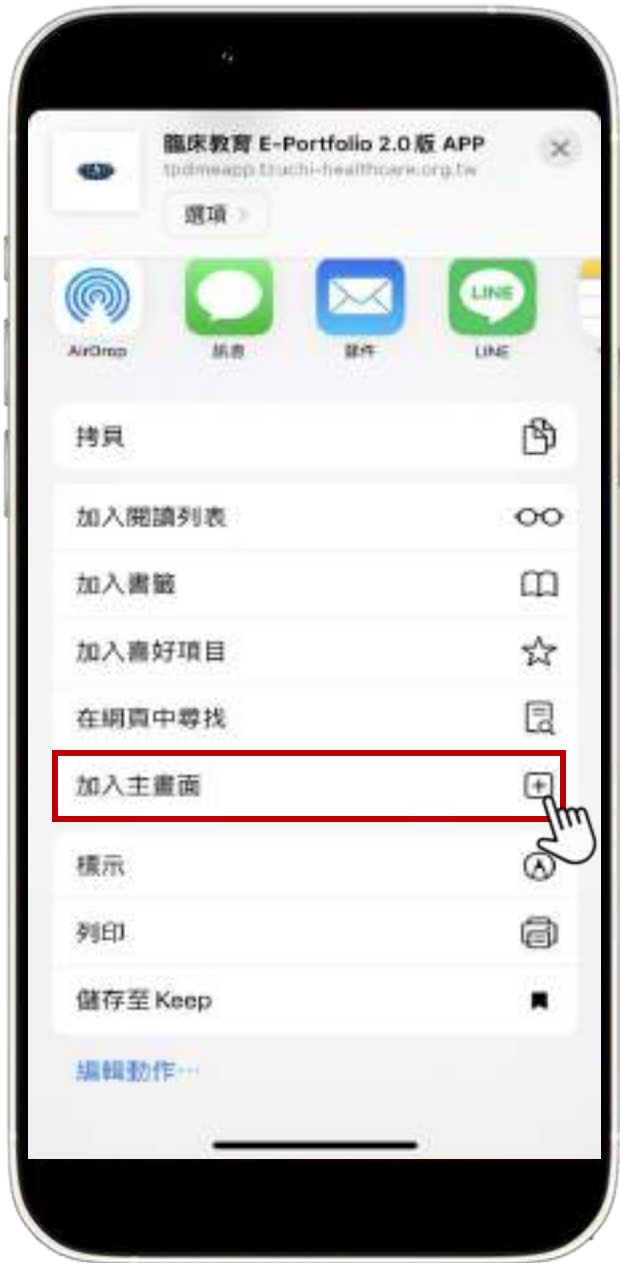 臨床教育 E-Portfolio 2.0版 APP
tpdmeapp.tzuchi-healthcare.org.tw
選項
AirDrop
訊息
郵件
LINE
LINE
拷貝
加入閱讀列表
加入書籤
加入喜好項目
在網頁中尋找
加入主畫面
標示
列印
儲存至 Keep
編輯動作⋯